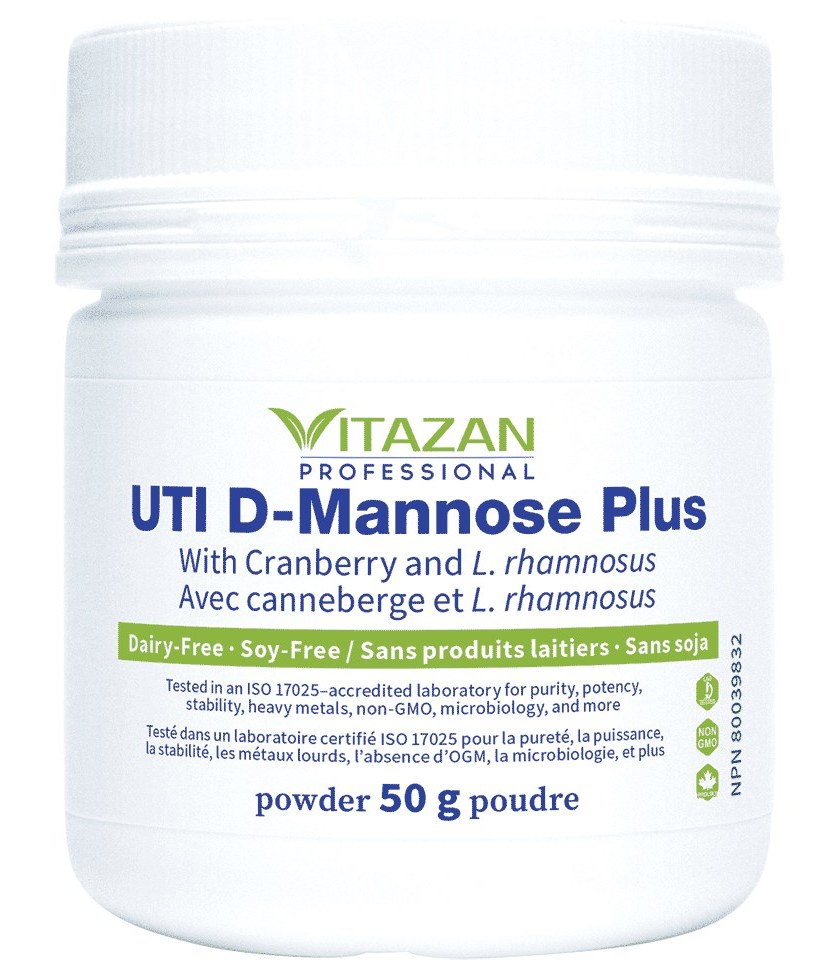 VITAZAN
PROFESSIONAL
UTI D-Mannose Plus
With Cranberry and L. rhamnosus
Avec canneberge et L. rhamnosus
Dairy-Free · Soy-Free / Sans produits laitiers · Sans soja
Tested in an ISO 17025–accredited laboratory for purity, potency,
stability, heavy metals, non-GMO, microbiology, and more
Testé dans un laboratoire certifié ISO 17025 pour la pureté, la puissance,
la stabilité, les métaux lourds, l’absence d’OGM, la microbiologie, et plus
powder 50 g poudre
LAB
TESTED
NON
GMO
NPN 80039832